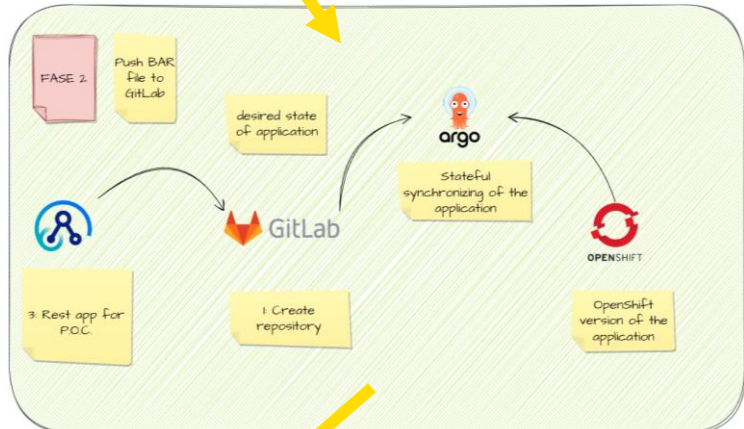 FASE 2
Push BAR
file to
GitLab
desired state
of application
argo
Stateful
synchronizing of the
application
GitLab
OPENSHIFT
3: Rest app for
P.O.C.
1: Create
repository
OpenShift
version of the
application